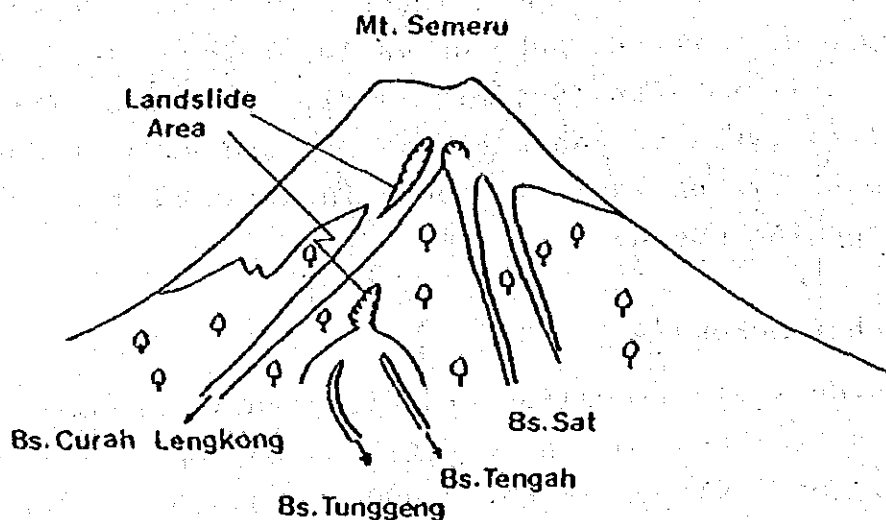 Mt. Semeru
Landslide
Area
Bs. Curah Lengkong
Bs. Sat
Bs. Tengah
Bs. Tunggeng